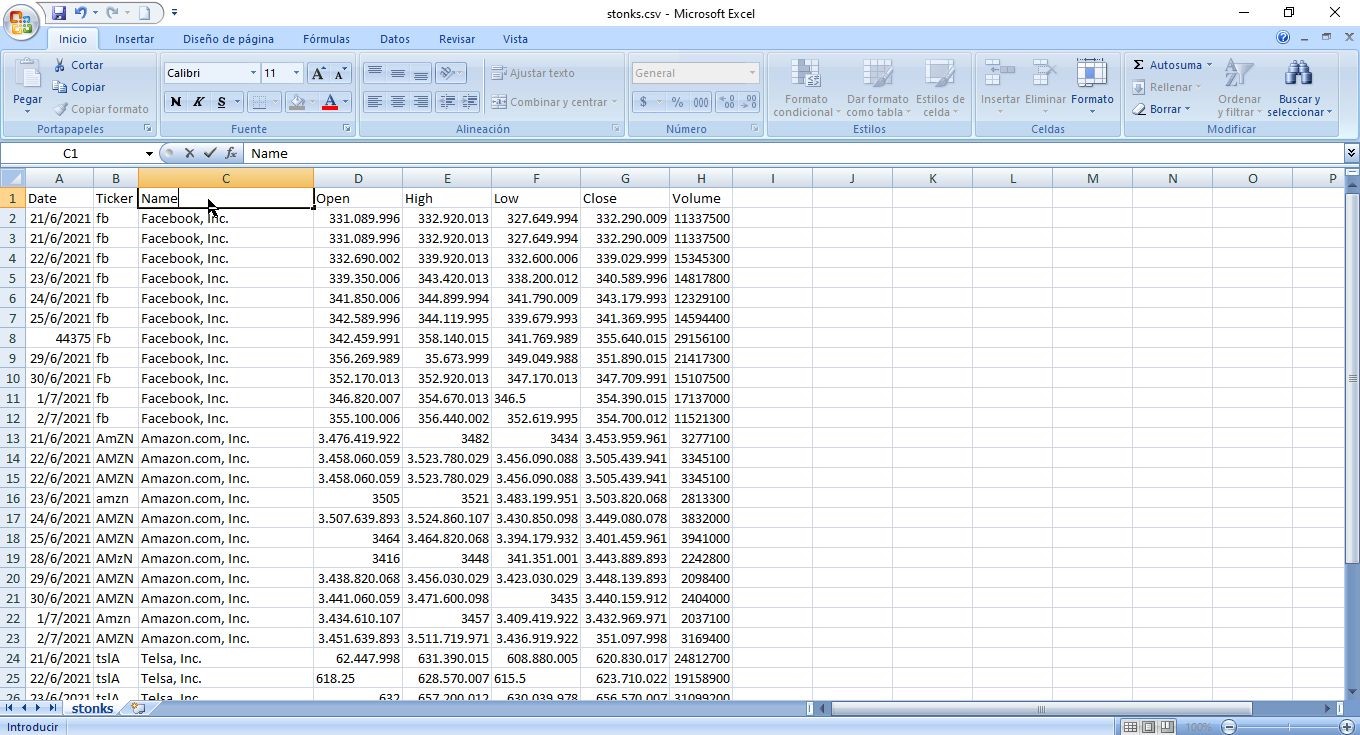 stonks.csv - Microsoft Excel
Inicio Insertar Diseño de página Fórmulas Datos Revisar Vista
Pegar
Cortar
Copiar
Copiar formato
Portapapeles
Calibri 11
N K S
Fuente
Ajustar texto
Combinar y centrar
Alineación
General
$ % 000
Número
Formato condicional
Dar formato como tabla
Estilos de celda
Estilos
Insertar Eliminar Formato
Celdas
Autosuma
Rellenar
Borrar
Ordenar y filtrar
Buscar y seleccionar
Modificar
C1 fx Name
A B C D E F G H I J K L M N O P
1 Date Ticker Name Open High Low Close Volume
2 21/6/2021 fb Facebook, Inc. 331.089.996 332.920.013 327.649.994 332.290.009 11337500
3 21/6/2021 fb Facebook, Inc. 331.089.996 332.920.013 327.649.994 332.290.009 11337500
4 22/6/2021 fb Facebook, Inc. 332.690.002 339.920.013 332.600.006 339.029.999 15345300
5 23/6/2021 fb Facebook, Inc. 339.350.006 343.420.013 338.200.012 340.589.996 14817800
6 24/6/2021 fb Facebook, Inc. 341.850.006 344.899.994 341.790.009 343.179.993 12329100
7 25/6/2021 fb Facebook, Inc. 342.589.996 344.119.995 339.679.993 341.369.995 14594400
8 44375 Fb Facebook, Inc. 342.459.991 358.140.015 341.769.989 355.640.015 29156100
9 29/6/2021 fb Facebook, Inc. 356.269.989 35.673.999 349.049.988 351.890.015 21417300
10 30/6/2021 Fb Facebook, Inc. 352.170.013 352.920.013 347.170.013 347.709.991 15107500
11 1/7/2021 fb Facebook, Inc. 346.820.007 354.670.013 346.5 354.390.015 17137000
12 2/7/2021 fb Facebook, Inc. 355.100.006 356.440.002 352.619.995 354.700.012 11521300
13 21/6/2021 AmZN Amazon.com, Inc. 3.476.419.922 3482 3434 3.453.959.961 3277100
14 22/6/2021 AMZN Amazon.com, Inc. 3.458.060.059 3.523.780.029 3.456.090.088 3.505.439.941 3345100
15 22/6/2021 AMZN Amazon.com, Inc. 3.458.060.059 3.523.780.029 3.456.090.088 3.505.439.941 3345100
16 23/6/2021 amzn Amazon.com, Inc. 3505 3521 3.483.199.951 3.503.820.068 2813300
17 24/6/2021 AMZN Amazon.com, Inc. 3.507.639.893 3.524.860.107 3.430.850.098 3.449.080.078 3832000
18 25/6/2021 AMZN Amazon.com, Inc. 3464 3.464.820.068 3.394.179.932 3.401.459.961 3941000
19 28/6/2021 AMzN Amazon.com, Inc. 3416 3448 341.351.001 3.443.889.893 2242800
20 29/6/2021 AMZN Amazon.com, Inc. 3.438.820.068 3.456.030.029 3.423.030.029 3.448.139.893 2098400
21 30/6/2021 AMZN Amazon.com, Inc. 3.441.060.059 3.471.600.098 3435 3.440.159.912 2404000
22 1/7/2021 Amzn Amazon.com, Inc. 3.434.610.107 3457 3.409.419.922 3.432.969.971 2037100
23 2/7/2021 AMZN Amazon.com, Inc. 3.451.639.893 3.511.719.971 3.436.919.922 351.097.998 3169400
24 21/6/2021 tslA Telsa, Inc. 62.447.998 631.390.015 608.880.005 620.830.017 24812700
25 22/6/2021 tslA Telsa, Inc. 618.25 628.570.007 615.5 623.710.022 19158900
26 23/6/2021 tslA Telsa, Inc. 632 657.200.012 630.039.978 656.570.007 31099200
stonks
Introducir 100%